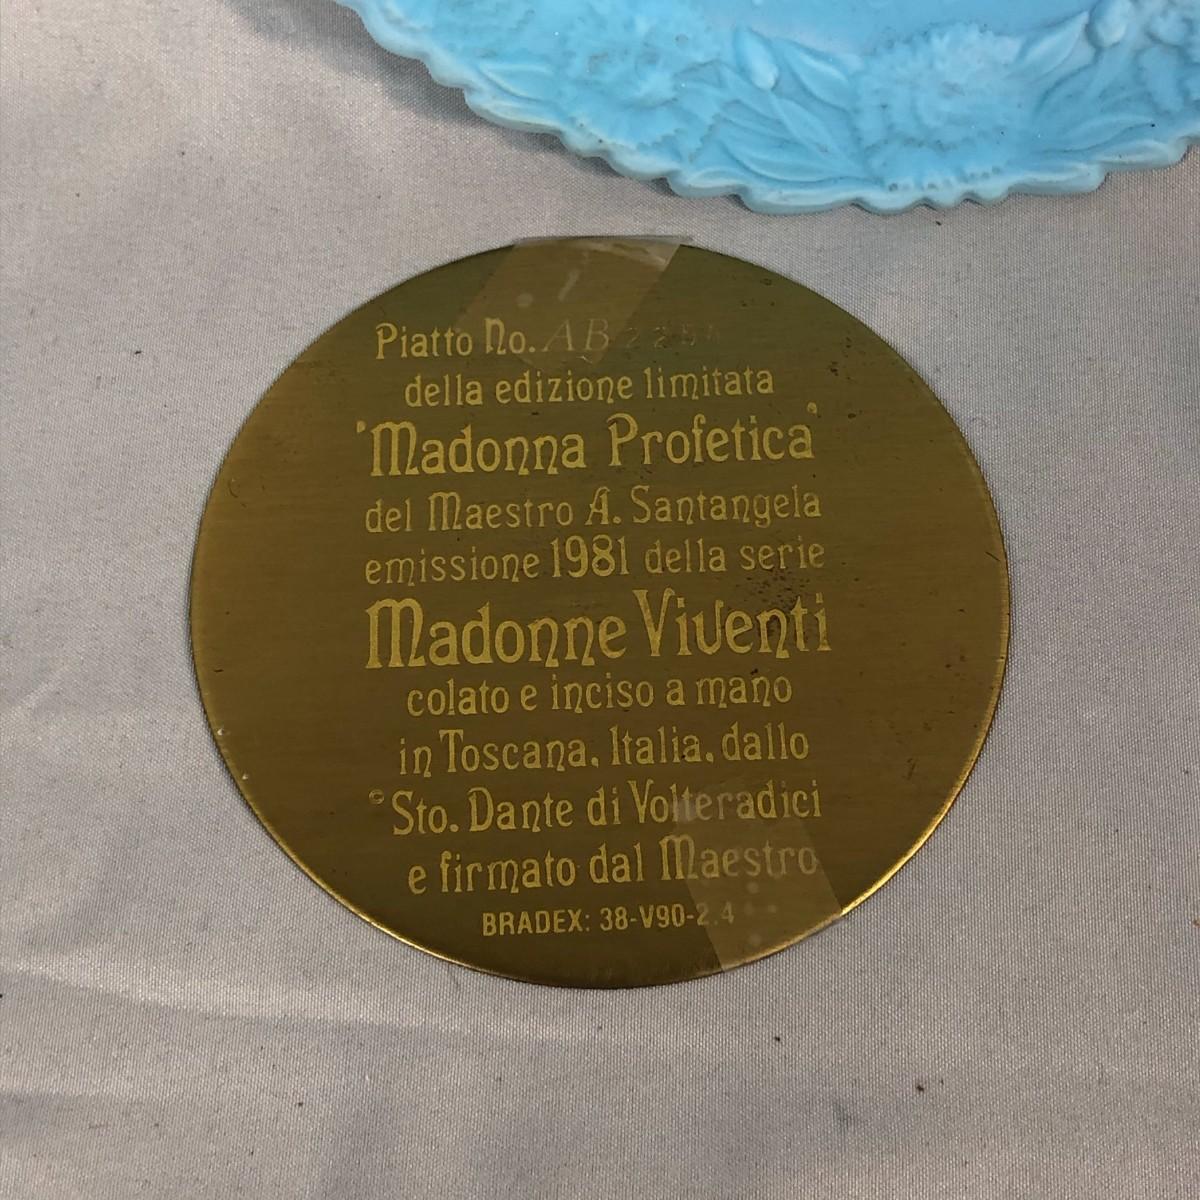 Piatto No. AB
della edizione limitata
'Madonna Profetica'
del Maestro A. Santangela
emissione 1981 della serie
Madonne Viventi
colato e inciso a mano
in Toscana, Italia, dallo
©Sto. Dante di Volteradici
e firmato dal Maestro
BRADEX: 38-V90-2.4